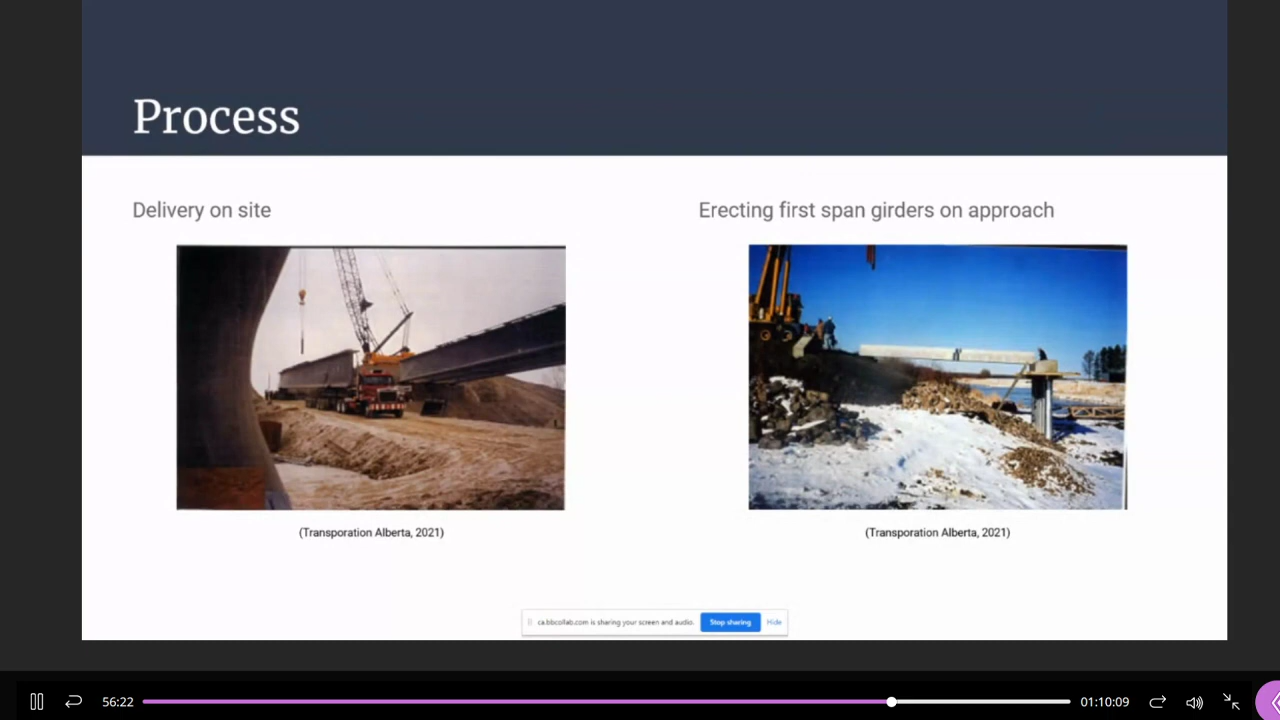 Process
Delivery on site
Erecting first span girders on approach
(Transporation Alberta, 2021)
(Transporation Alberta, 2021)
ca.bbcollab.com is sharing your screen and audio.
Stop sharing
Hide
56:22
01:10:09